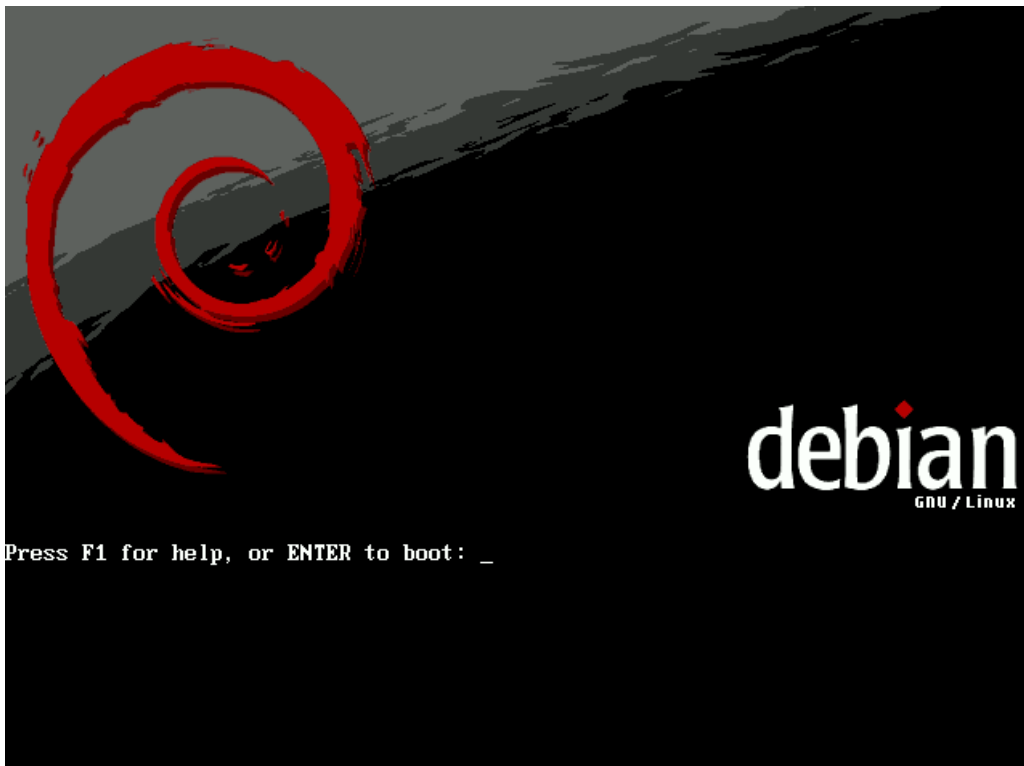 debian
GNU/Linux
Press F1 for help, or ENTER to boot: _